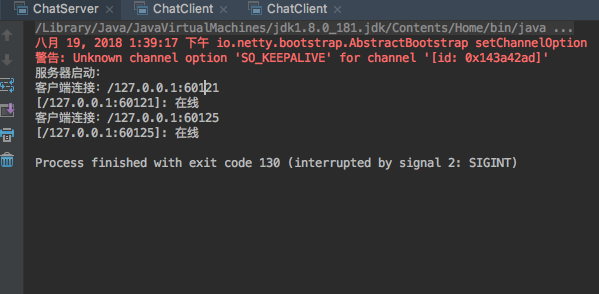 ChatServer × ChatClient × ChatClient ×
/Library/Java/JavaVirtualMachines/jdk1.8.0_181.jdk/Contents/Home/bin/java ...
八月 19, 2018 1:39:17 下午 io.netty.bootstrap.AbstractBootstrap setChannelOption
警告: Unknown channel option 'SO_KEEPALIVE' for channel '[id: 0x143a42ad]'
服务器启动:
客户端连接: /127.0.0.1:60121
[/127.0.0.1:60121]: 在线
客户端连接: /127.0.0.1:60125
[/127.0.0.1:60125]: 在线
Process finished with exit code 130 (interrupted by signal 2: SIGINT)